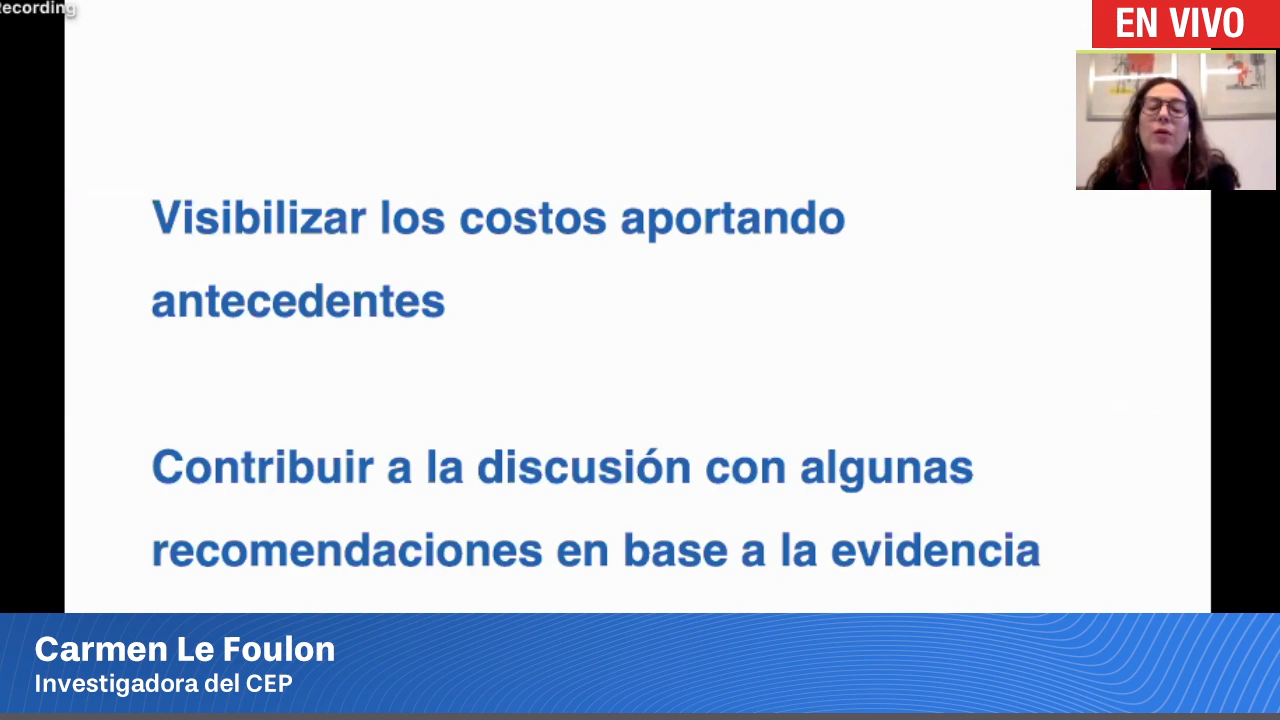 Recording
EN VIVO
Visibilizar los costos aportando
antecedentes
Contribuir a la discusión con algunas
recomendaciones en base a la evidencia
Carmen Le Foulon
Investigadora del CEP